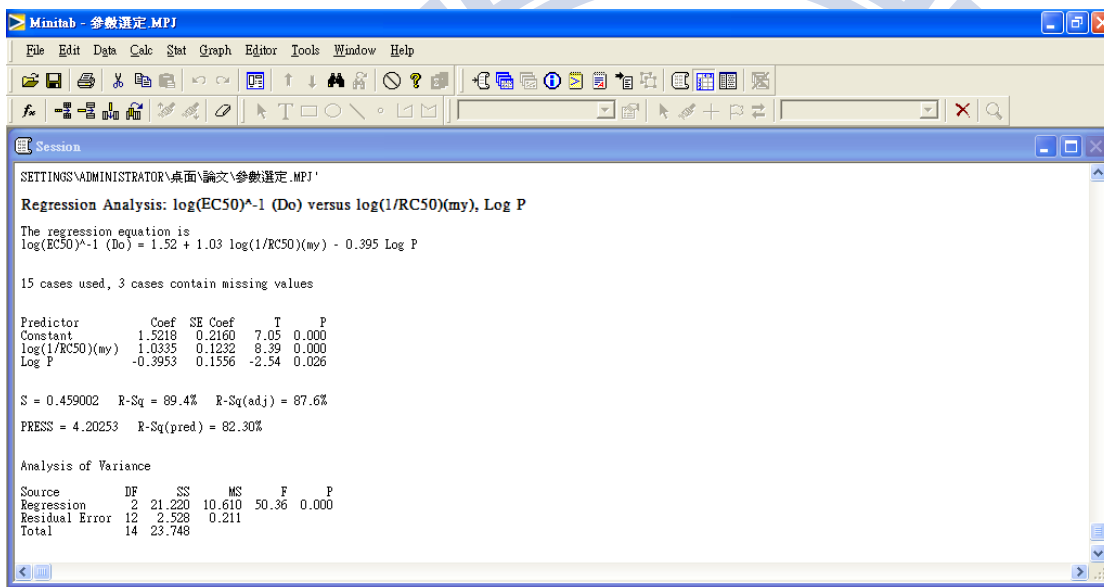 Minitab - 參數選定.MPJ
File Edit Data Calc Stat Graph Editor Tools Window Help
Session
SETTINGS\ADMINISTRATOR\桌面\論文\參數選定.MPJ'
Regression Analysis: log(EC50)^-1 (Do) versus log(1/RC50)(my), Log P
The regression equation is
log(EC50)^-1 (Do) = 1.52 + 1.03 log(1/RC50)(my) - 0.395 Log P
15 cases used, 3 cases contain missing values
Predictor Coef SE Coef T P
Constant 1.5218 0.2160 7.05 0.000
log(1/RC50)(my) 1.0335 0.1232 8.39 0.000
Log P -0.3953 0.1556 -2.54 0.026
S = 0.459002 R-Sq = 89.4% R-Sq(adj) = 87.6%
PRESS = 4.20253 R-Sq(pred) = 82.30%
Analysis of Variance
Source DF SS MS F P
Regression 2 21.220 10.610 50.36 0.000
Residual Error 12 2.528 0.211
Total 14 23.748